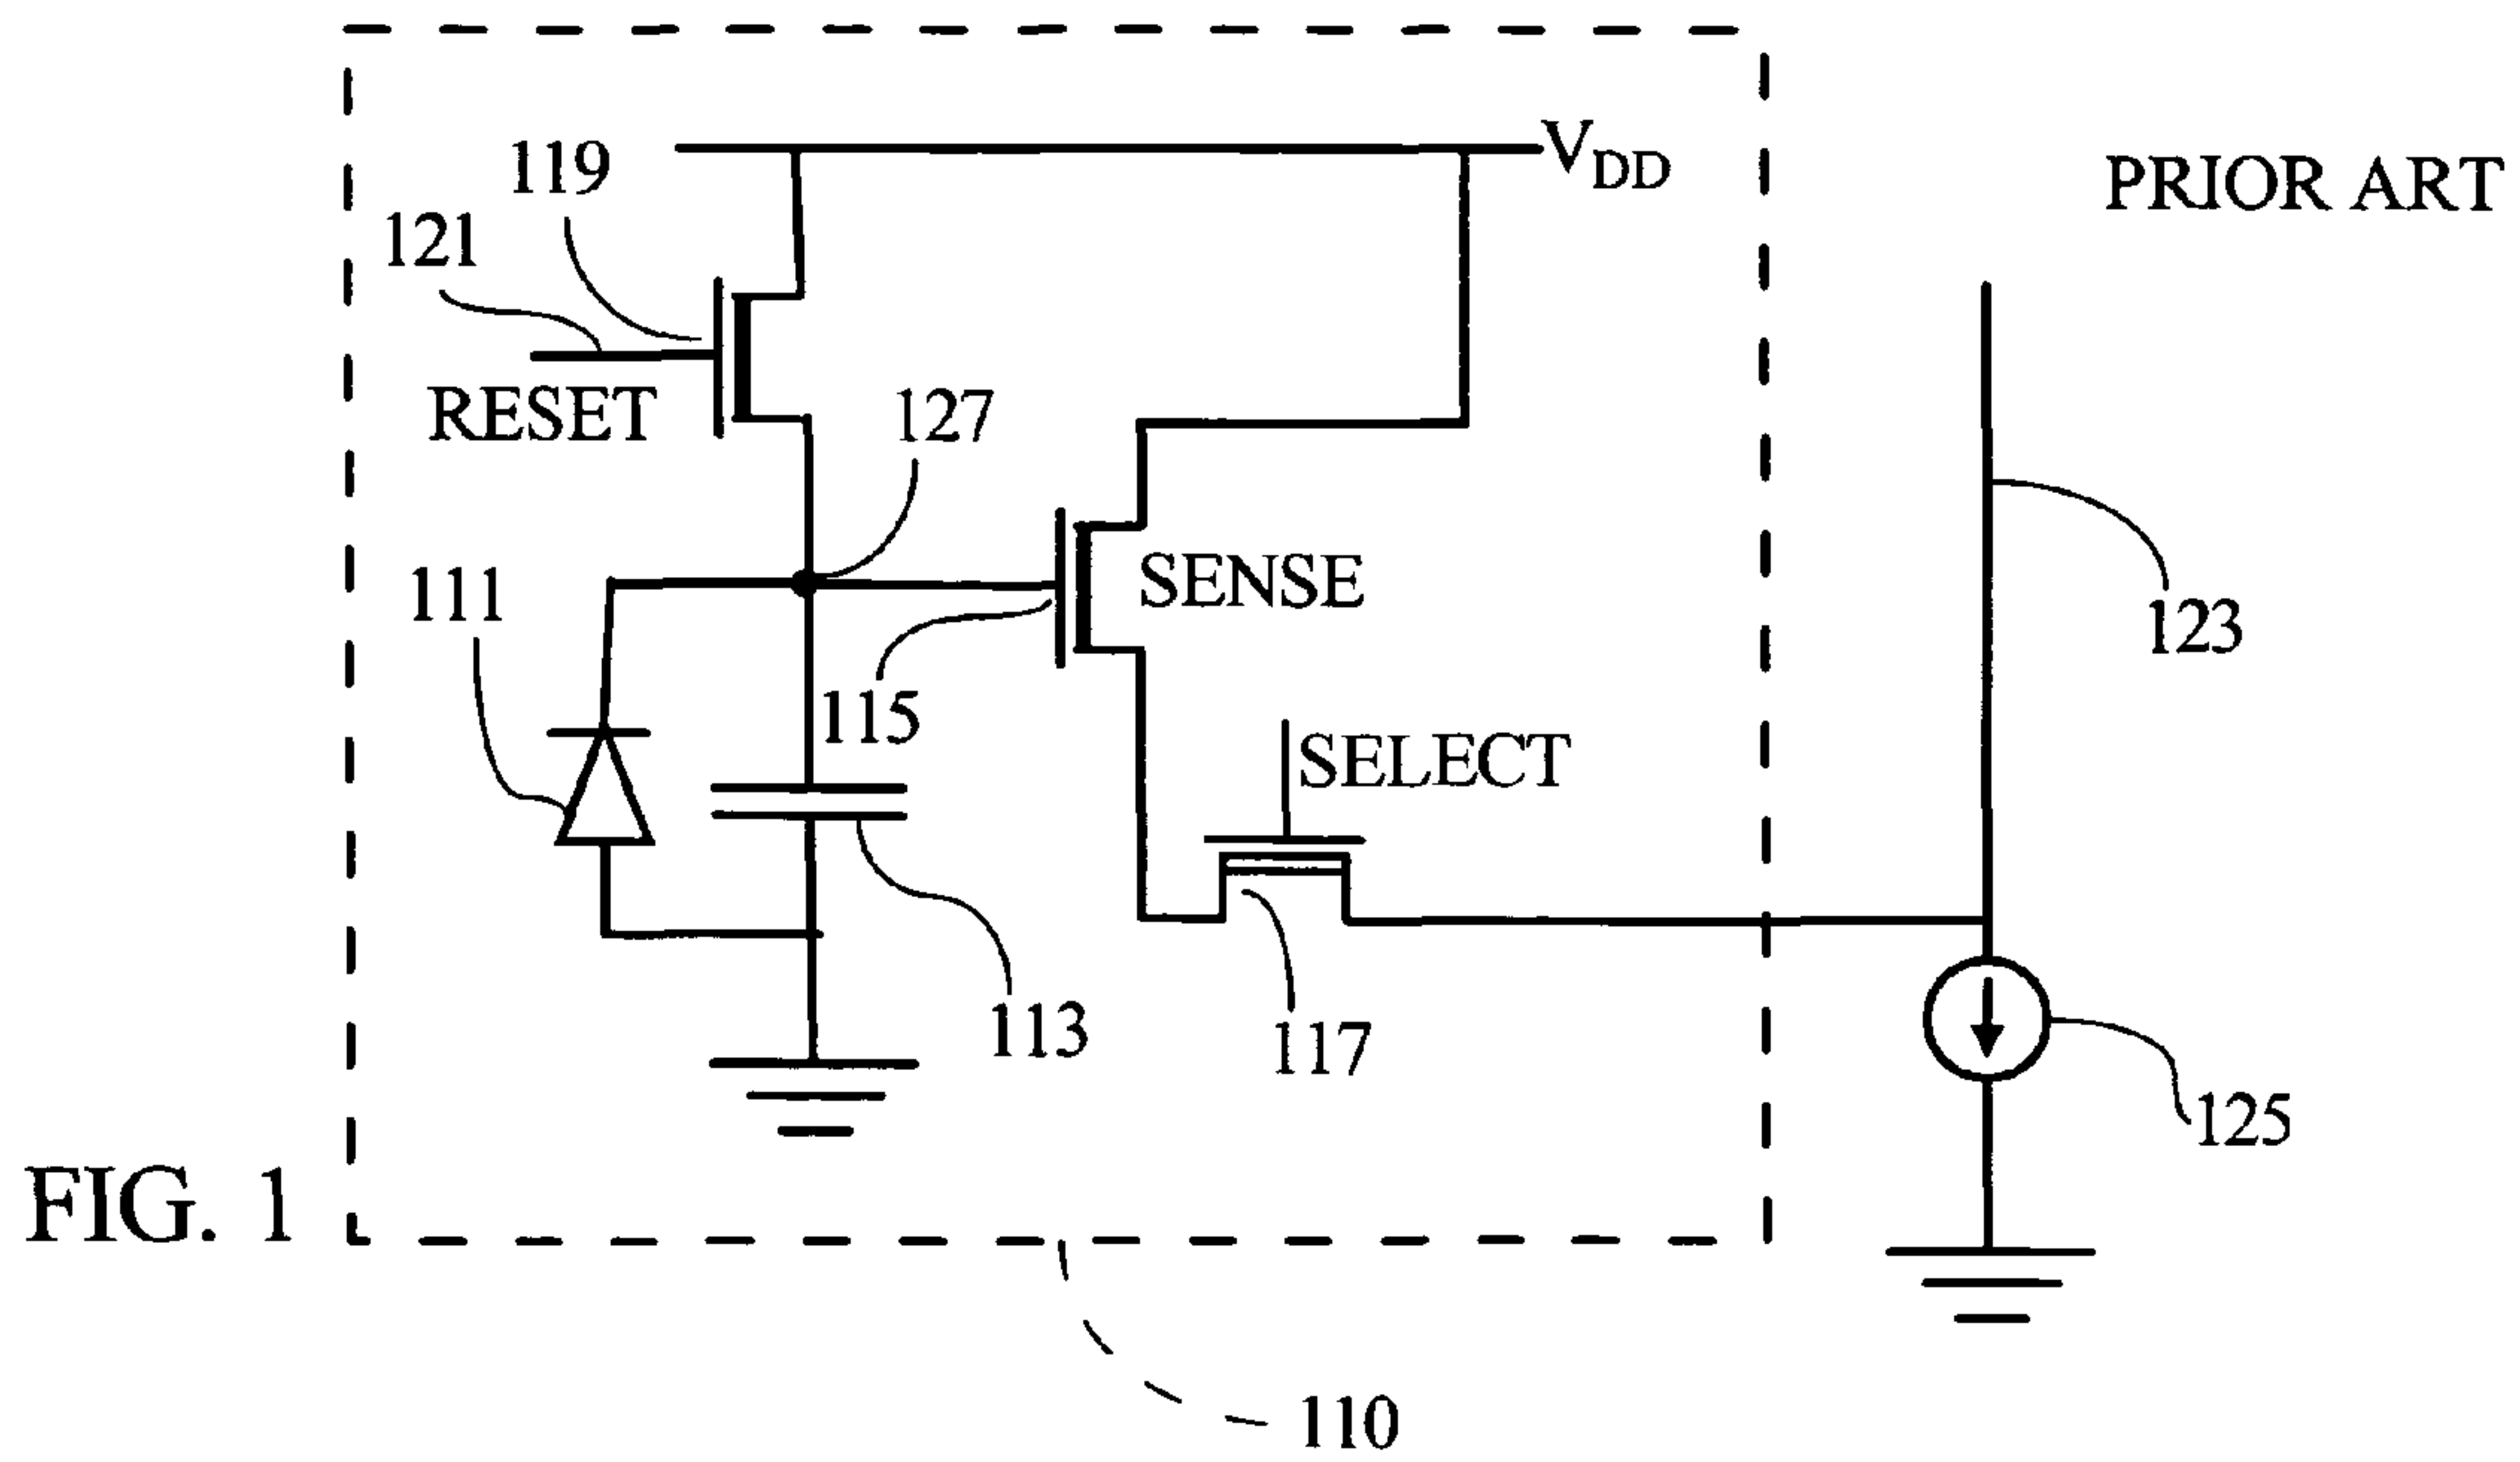 V_DD
119
PRIOR ART
121
RESET
127
111
SENSE
123
115
SELECT
113
117
125
FIG. 1
110